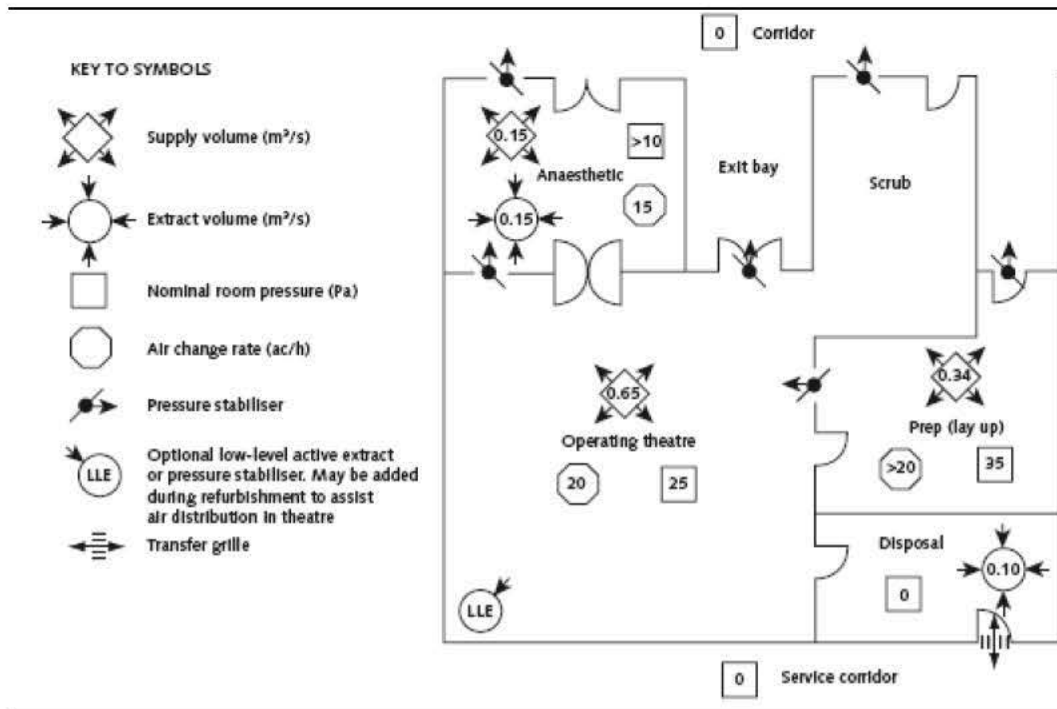 0 Corridor
KEY TO SYMBOLS
Supply volume (m³/s)
Extract volume (m³/s)
Nominal room pressure (Pa)
Air change rate (ac/h)
Pressure stabiliser
LLE
Optional low-level active extract
or pressure stabiliser. May be added
during refurbishment to assist
air distribution in theatre
Transfer grille
0.15
>10
Anaesthetic
0.15
15
Exit bay
Scrub
0.65
Operating theatre
20
25
LLE
0.34
Prep (lay up)
>20
35
Disposal
0.10
0
0 Service corridor